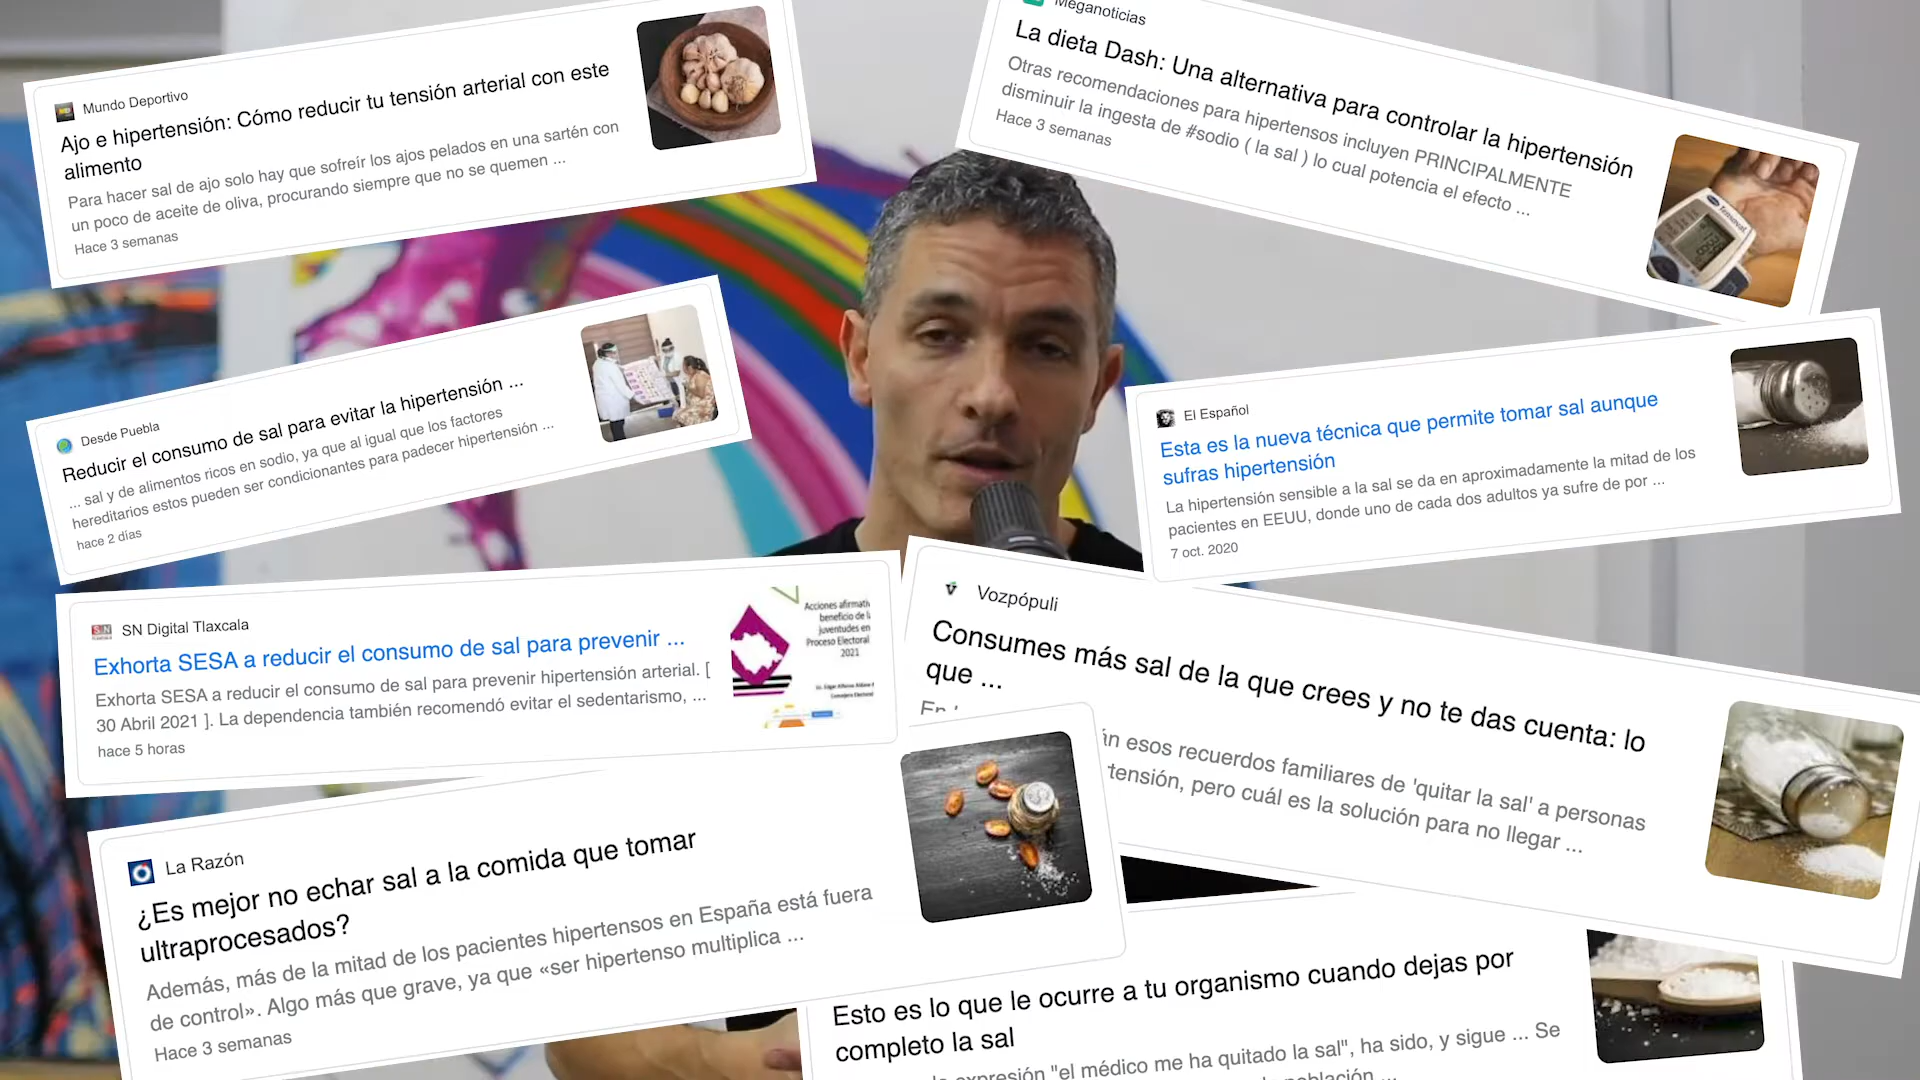 Mundo Deportivo
Ajo e hipertensión: Cómo reducir tu tensión arterial con este
alimento
Para hacer sal de ajo solo hay que sofreír los ajos pelados en una sartén con
un poco de aceite de oliva, procurando siempre que no se quemen ...
Hace 3 semanas
Meganoticias
La dieta Dash: Una alternativa para controlar la hipertensión
Otras recomendaciones para hipertensos incluyen PRINCIPALMENTE
disminuir la ingesta de #sodio ( la sal ) lo cual potencia el efecto ...
Hace 3 semanas
Desde Puebla
Reducir el consumo de sal para evitar la hipertensión ...
... sal y de alimentos ricos en sodio, ya que al igual que los factores
hereditarios estos pueden ser condicionantes para padecer hipertensión ...
hace 2 días
El Español
Esta es la nueva técnica que permite tomar sal aunque
sufras hipertensión
La hipertensión sensible a la sal se da en aproximadamente la mitad de los
pacientes en EEUU, donde uno de cada dos adultos ya sufre de por ...
7 oct. 2020
SN Digital Tlaxcala
Exhorta SESA a reducir el consumo de sal para prevenir ...
Exhorta SESA a reducir el consumo de sal para prevenir hipertensión arterial. [
30 Abril 2021 ]. La dependencia también recomendó evitar el sedentarismo, ...
hace 5 horas
Acciones afirmativ
beneficio de la
juventudes en
Proceso Electoral
2021
Vozpópuli
Consumes más sal de la que crees y no te das cuenta: lo
que ...
En
án esos recuerdos familiares de 'quitar la sal' a personas
tensión, pero cuál es la solución para no llegar ...
La Razón
¿Es mejor no echar sal a la comida que tomar
ultraprocesados?
Además, más de la mitad de los pacientes hipertensos en España está fuera
de control». Algo más que grave, ya que «ser hipertenso multiplica ...
Hace 3 semanas
Esto es lo que le ocurre a tu organismo cuando dejas por
completo la sal
expresión "el médico me ha quitado la sal", ha sido, y sigue ... Se
población ...